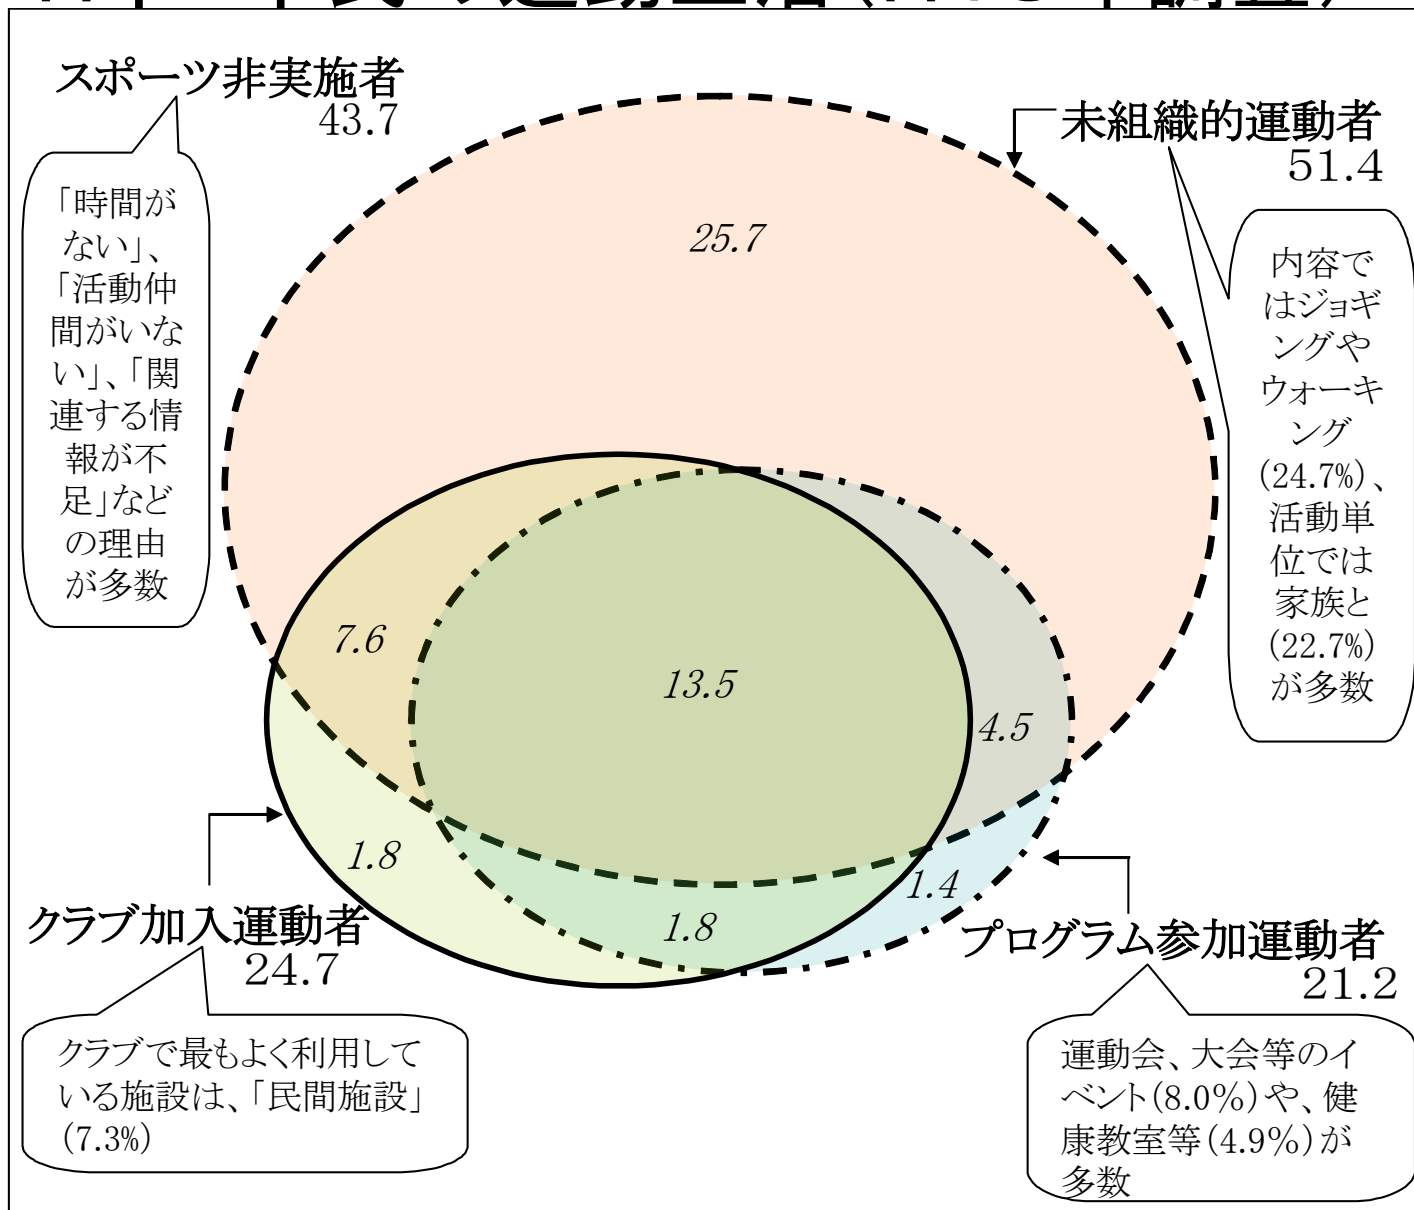 スポーツ非実施者
43.7
未組織的運動者
51.4
「時間が
ない」、
「活動仲
間がいな
い」、「関
連する情
報が不
足」など
の理由
が多数
25.7
内容で
はジョギ
ングや
ウォーキ
ング
(24.7%)、
活動単
位では
家族と
(22.7%)
が多数
7.6
13.5
4.5
1.8
1.4
1.8
クラブ加入運動者
24.7
プログラム参加運動者
21.2
クラブで最もよく利用して
いる施設は、「民間施設」
(7.3%)
運動会、大会等のイ
ベント(8.0%)や、健
康教室等(4.9%)が
多数